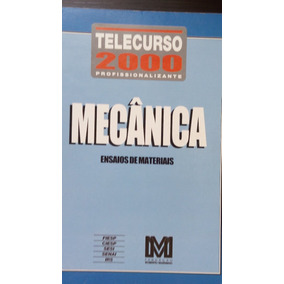 TELECURSO
2000
PROFISSIONALIZANTE
MECÂNICA
ENSAIOS DE MATERIAIS
FIESP
CIESP
SESI
SENAI
IRS
M